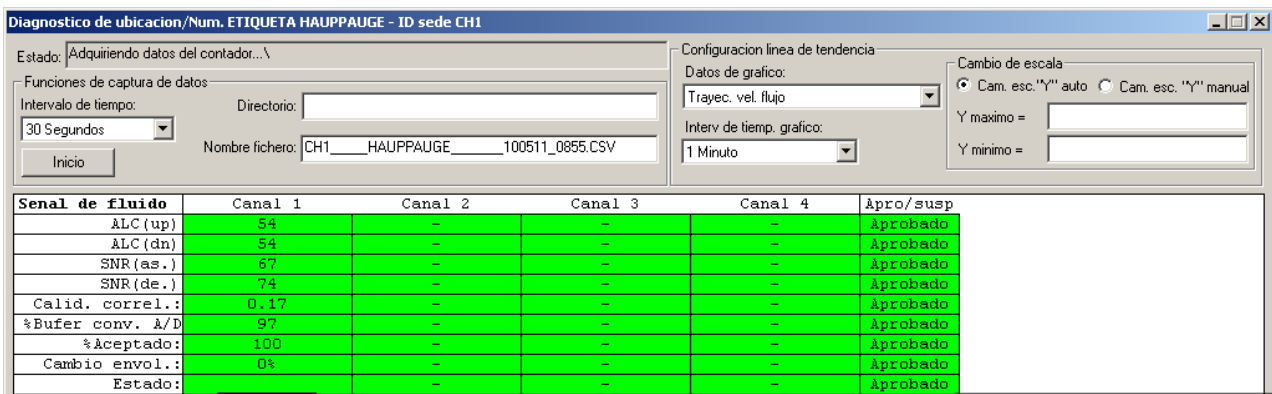 Diagnostico de ubicacion/Num. ETIQUETA HAUPPAUGE - ID sede CH1
Estado: Adquiriendo datos del contador...\
Funciones de captura de datos
Intervalo de tiempo:
30 Segundos
Inicio
Directorio:
Nombre fichero: CH1_____HAUPPAUGE_______100511_0855.CSV
Configuracion linea de tendencia
Datos de grafico:
Trayec. vel. flujo
Interv de tiemp. grafico:
1 Minuto
Cambio de escala
Cam. esc."Y" auto Cam. esc. "Y" manual
Y maximo =
Y minimo =
Senal de fluido Canal 1 Canal 2 Canal 3 Canal 4 Apro/susp
ALC(up) 54 - - - Aprobado
ALC(dn) 54 - - - Aprobado
SNR(as.) 67 - - - Aprobado
SNR(de.) 74 - - - Aprobado
Calid. correl.: 0.17 - - - Aprobado
%Bufer conv. A/D 97 - - - Aprobado
%Aceptado: 100 - - - Aprobado
Cambio envol.: 0% - - - Aprobado
Estado: - - - Aprobado